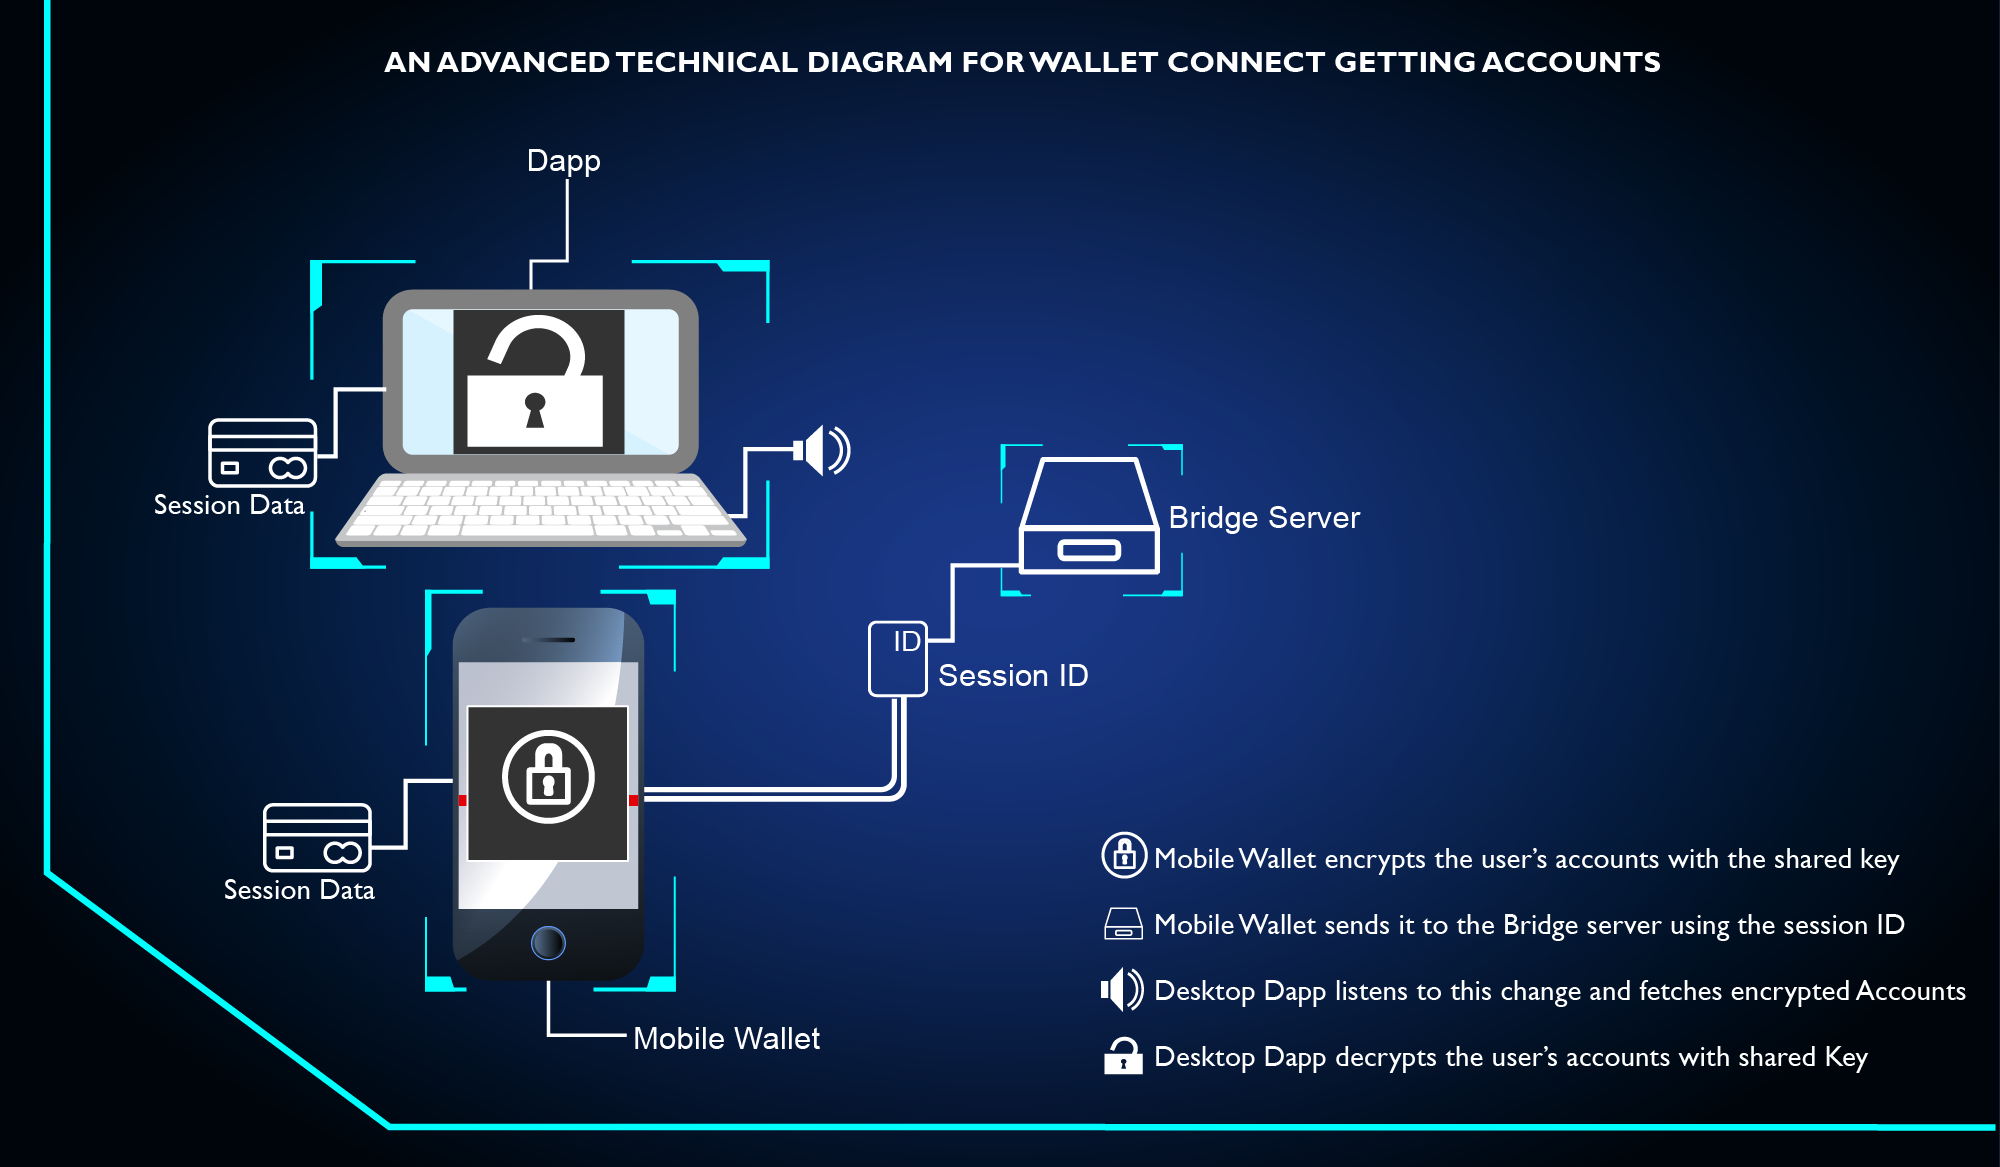 AN ADVANCED TECHNICAL DIAGRAM FOR WALLET CONNECT GETTING ACCOUNTS
Dapp
Session Data
Bridge Server
ID
Session ID
Session Data
Mobile Wallet
Mobile Wallet encrypts the user’s accounts with the shared key
Mobile Wallet sends it to the Bridge server using the session ID
Desktop Dapp listens to this change and fetches encrypted Accounts
Desktop Dapp decrypts the user’s accounts with shared Key